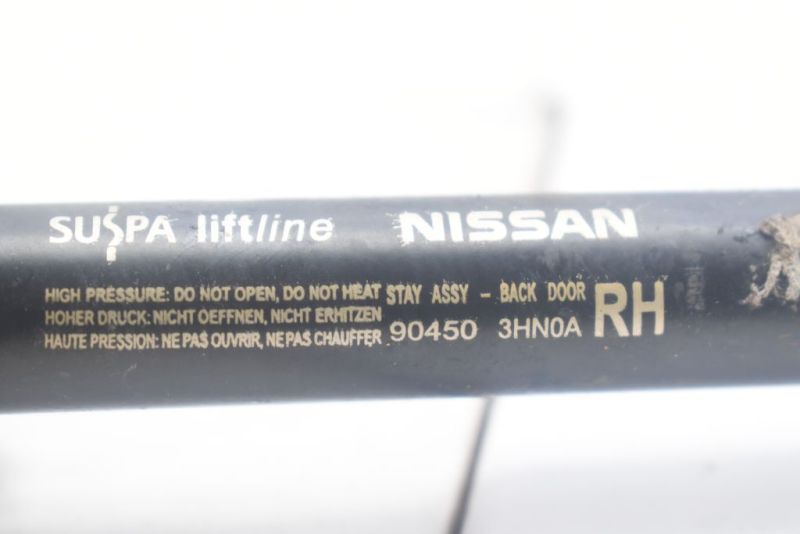 SUSPA liftline NISSAN
HIGH PRESSURE: DO NOT OPEN, DO NOT HEAT STAY ASSY - BACK DOOR
HOHER DRUCK: NICHT OEFFNEN, NICHT ERHITZEN
HAUTE PRESSION: NE PAS OUVRIR, NE PAS CHAUFFER 90450 3HN0A RH